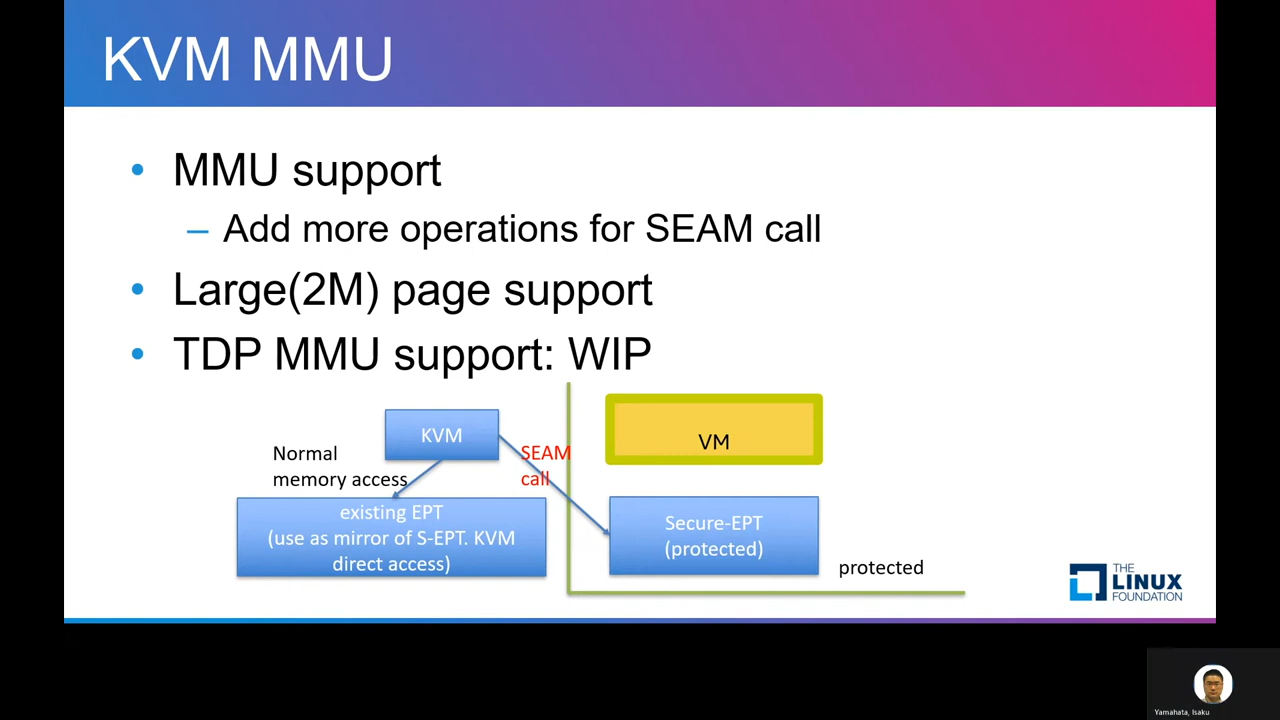 KVM MMU
• MMU support
– Add more operations for SEAM call
• Large(2M) page support
• TDP MMU support: WIP
KVM
Normal
memory access
SEAM
call
VM
existing EPT
(use as mirror of S-EPT. KVM
direct access)
Secure-EPT
(protected)
protected
THE
LINUX
FOUNDATION
Yamahata, Isaku